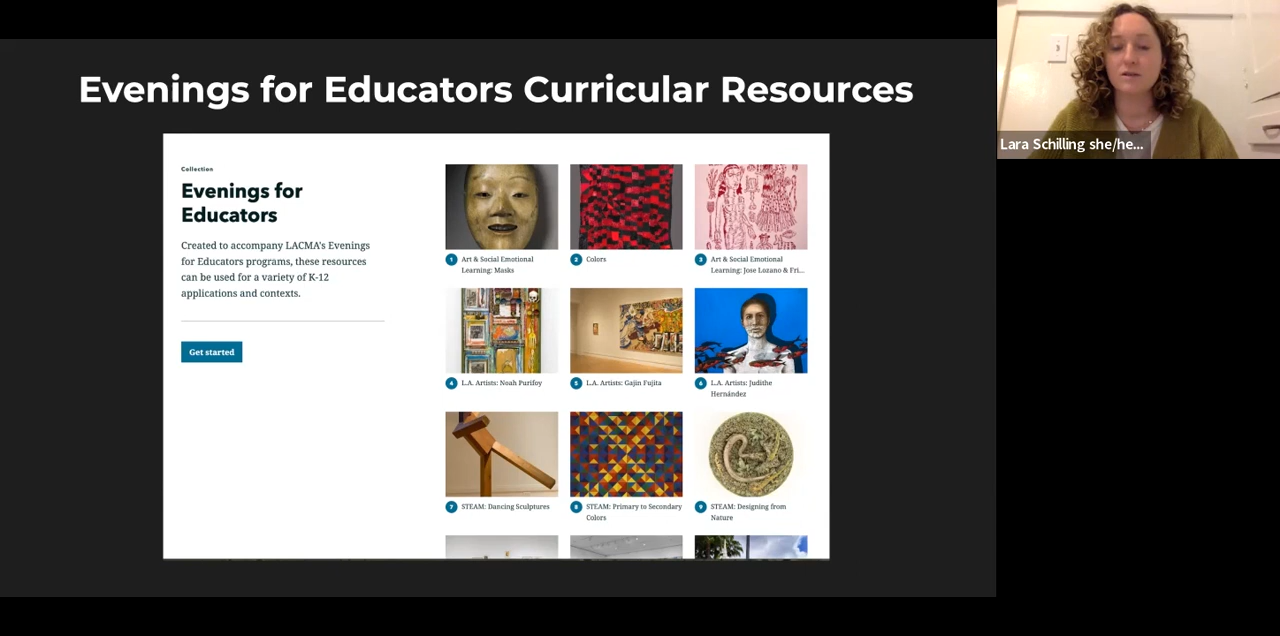 Evenings for Educators Curricular Resources
Collection
Evenings for
Educators
Created to accompany LACMA's Evenings
for Educators programs, these resources
can be used for a variety of K-12
applications and contexts.
Get started
1 Art & Social Emotional
Learning: Masks
2 Colors
3 Art & Social Emotional
Learning: Jose Lozano & Fri...
4 L.A. Artists: Noah Purifoy
5 L.A. Artists: Gajin Fujita
6 L.A. Artists: Judithe
Hernández
7 STEAM: Dancing Sculptures
8 STEAM: Primary to Secondary
Colors
9 STEAM: Designing from
Nature
Lara Schilling she/he...